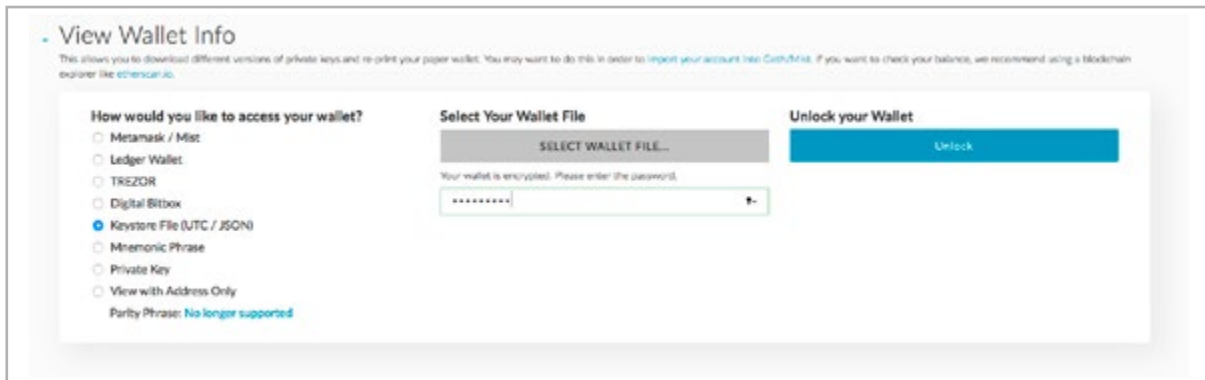 View Wallet Info
This allows you to download different versions of private keys and re-print your paper wallet. You may want to do this in order to import your account into Geth/Mist. If you want to check your balance, we recommend using a blockchain
explorer like etherscan.io.
How would you like to access your wallet?
Metamask / Mist
Ledger Wallet
TREZOR
Digital Bitbox
Keystore File (UTC / JSON)
Mnemonic Phrase
Private Key
View with Address Only
Parity Phrase: No longer supported
Select Your Wallet File
SELECT WALLET FILE...
Your wallet is encrypted. Please enter the password.
•••••••••
Unlock your Wallet
Unlock